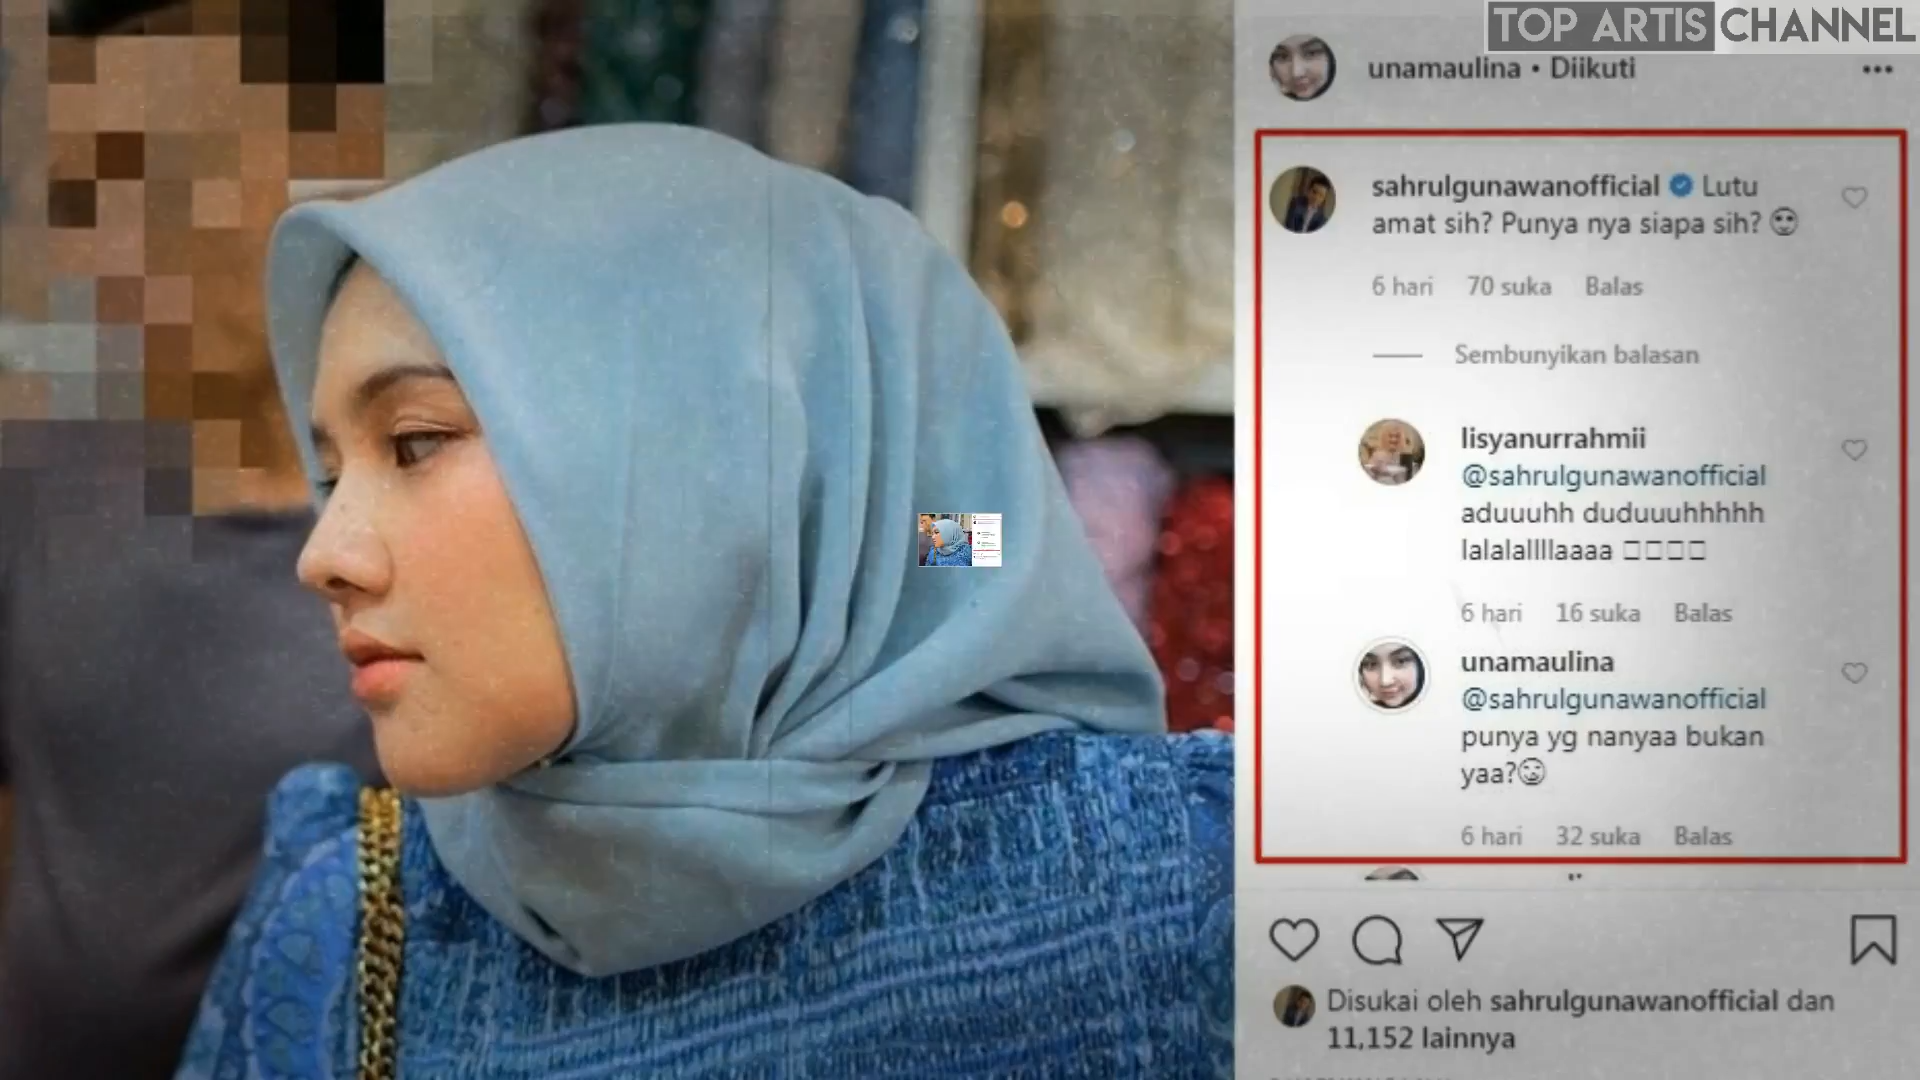 TOP ARTIS CHANNEL
unamaulina • Diikuti
sahrulgunawanofficial Lutu
amat sih? Punya nya siapa sih?
6 hari 70 suka Balas
Sembunyikan balasan
lisyanurrahmii
@sahrulgunawanofficial
aduuuhh duduuuhhhhh
lalalallllaaaa
6 hari 16 suka Balas
unamaulina
@sahrulgunawanofficial
punya yg nanyaa bukan
yaa?
6 hari 32 suka Balas
Disukai oleh sahrulgunawanofficial dan
11,152 lainnya